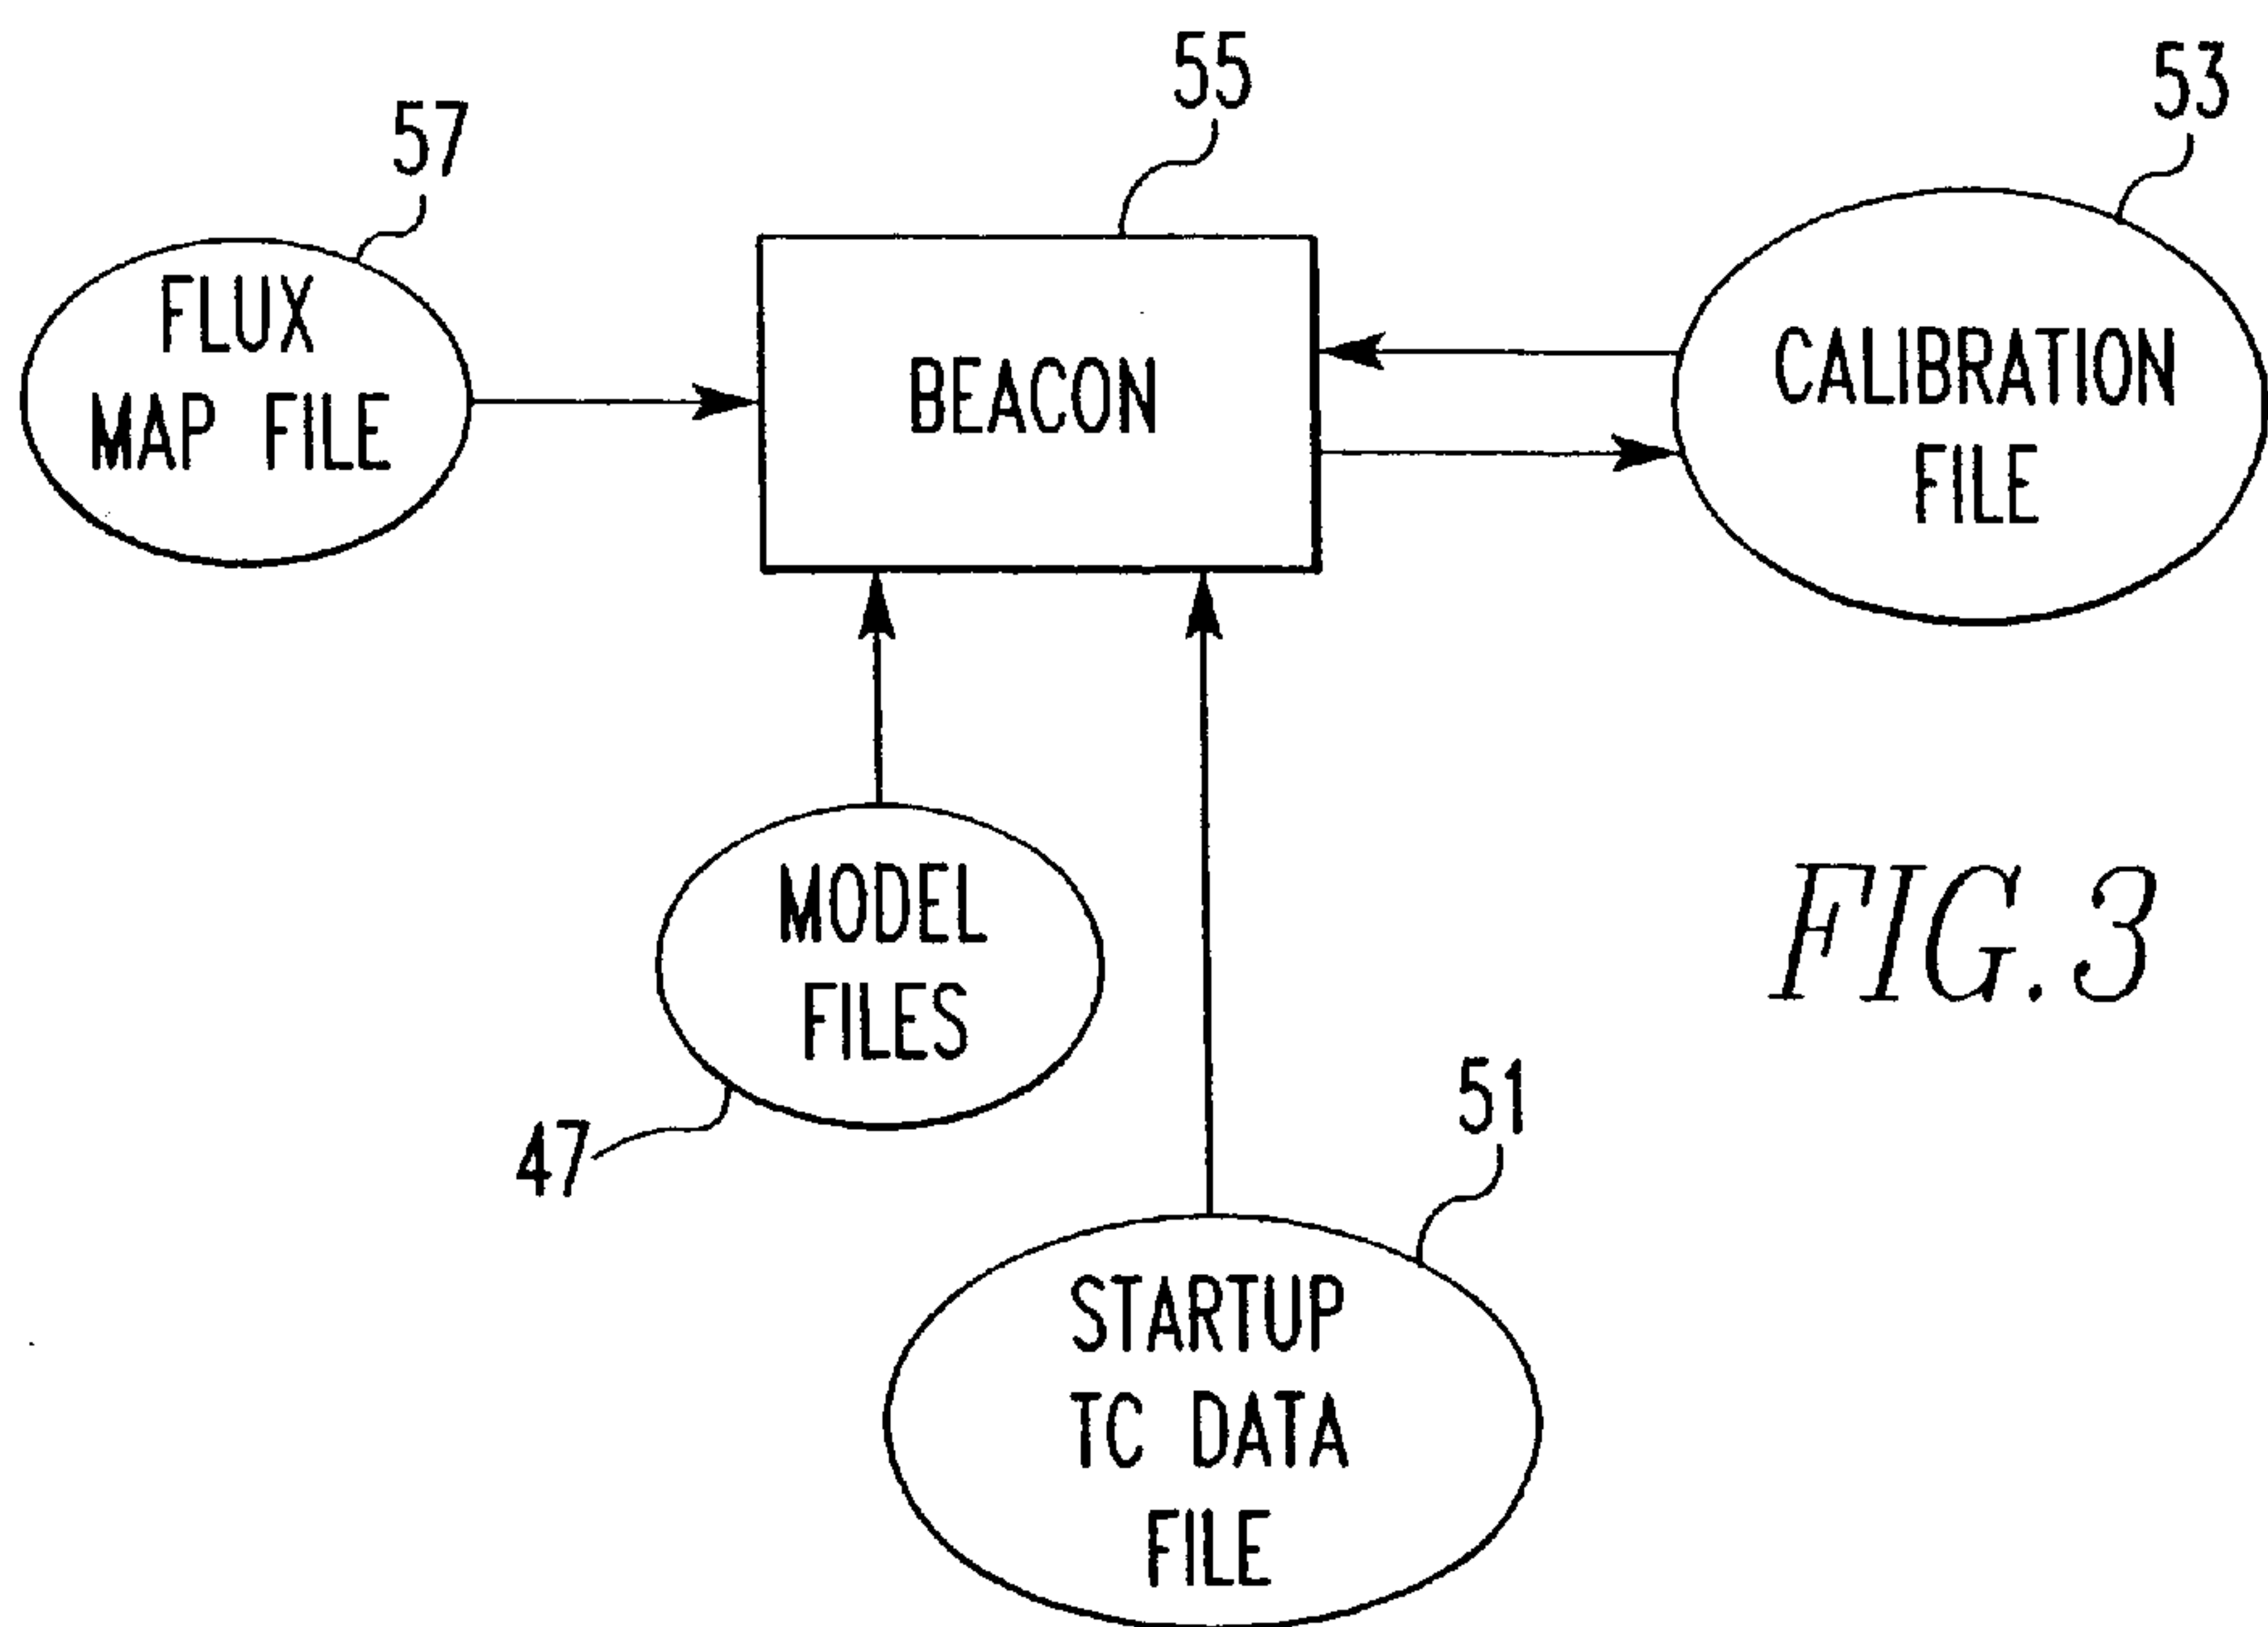 55
53
57
FLUX
MAP FILE
BEACON
CALIBRATION
FILE
MODEL
FILES
47
FIG. 3
51
STARTUP
TC DATA
FILE